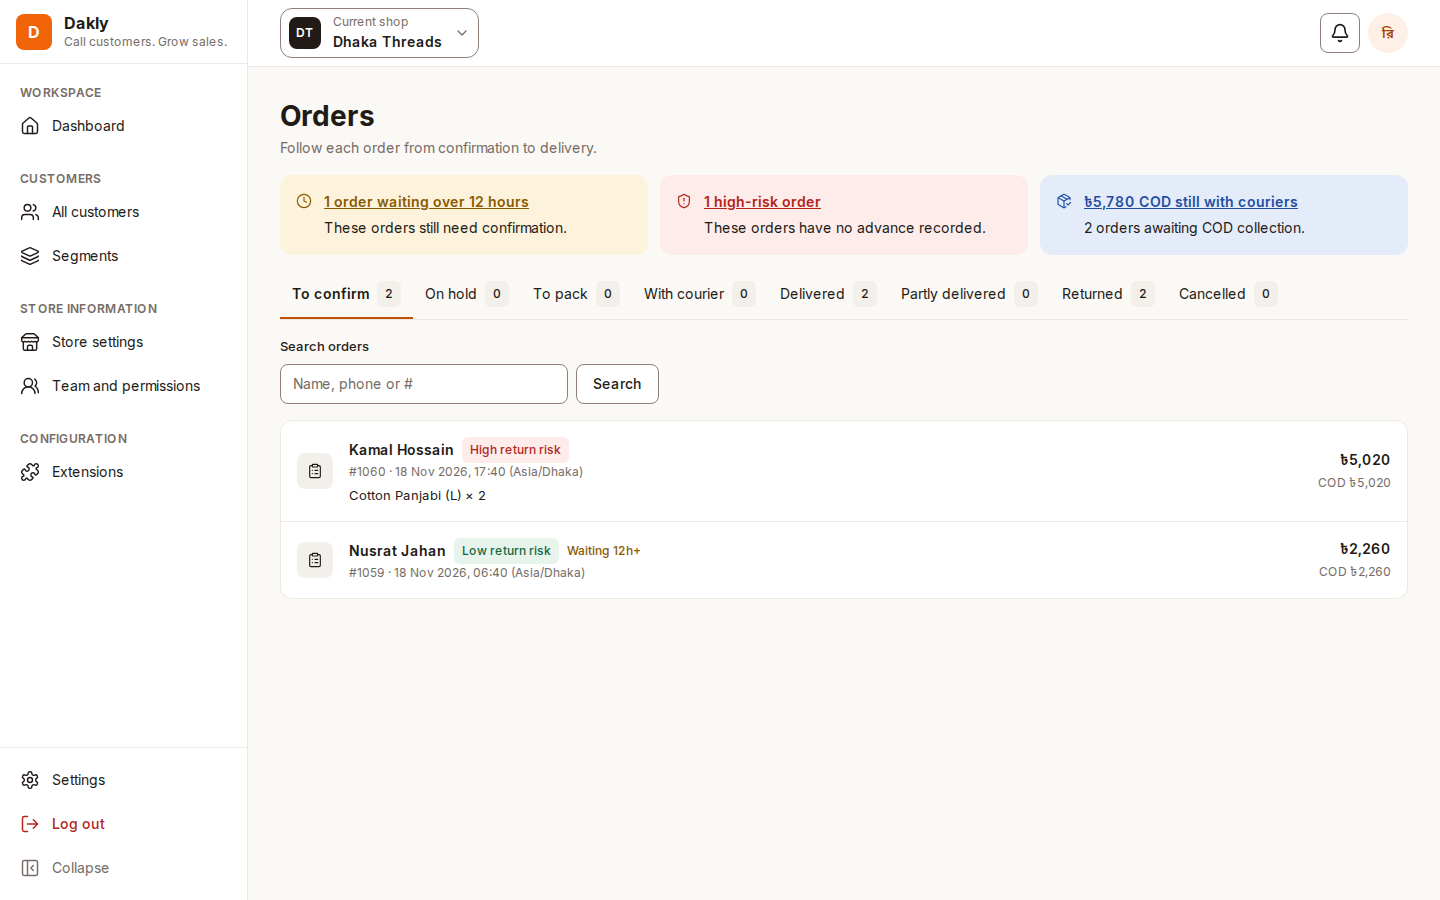 D
Dakly
Call customers. Grow sales.
WORKSPACE
Dashboard
CUSTOMERS
All customers
Segments
STORE INFORMATION
Store settings
Team and permissions
CONFIGURATION
Extensions
Settings
Log out
Collapse
DT
Current shop
Dhaka Threads
রি
Orders
Follow each order from confirmation to delivery.
1 order waiting over 12 hours
These orders still need confirmation.
1 high-risk order
These orders have no advance recorded.
৳5,780 COD still with couriers
2 orders awaiting COD collection.
To confirm 2 On hold 0 To pack 0 With courier 0 Delivered 2 Partly delivered 0 Returned 2 Cancelled 0
Search orders
Name, phone or # Search
Kamal Hossain High return risk
#1060 · 18 Nov 2026, 17:40 (Asia/Dhaka)
Cotton Panjabi (L) × 2
৳5,020
COD ৳5,020
Nusrat Jahan Low return risk Waiting 12h+
#1059 · 18 Nov 2026, 06:40 (Asia/Dhaka)
৳2,260
COD ৳2,260